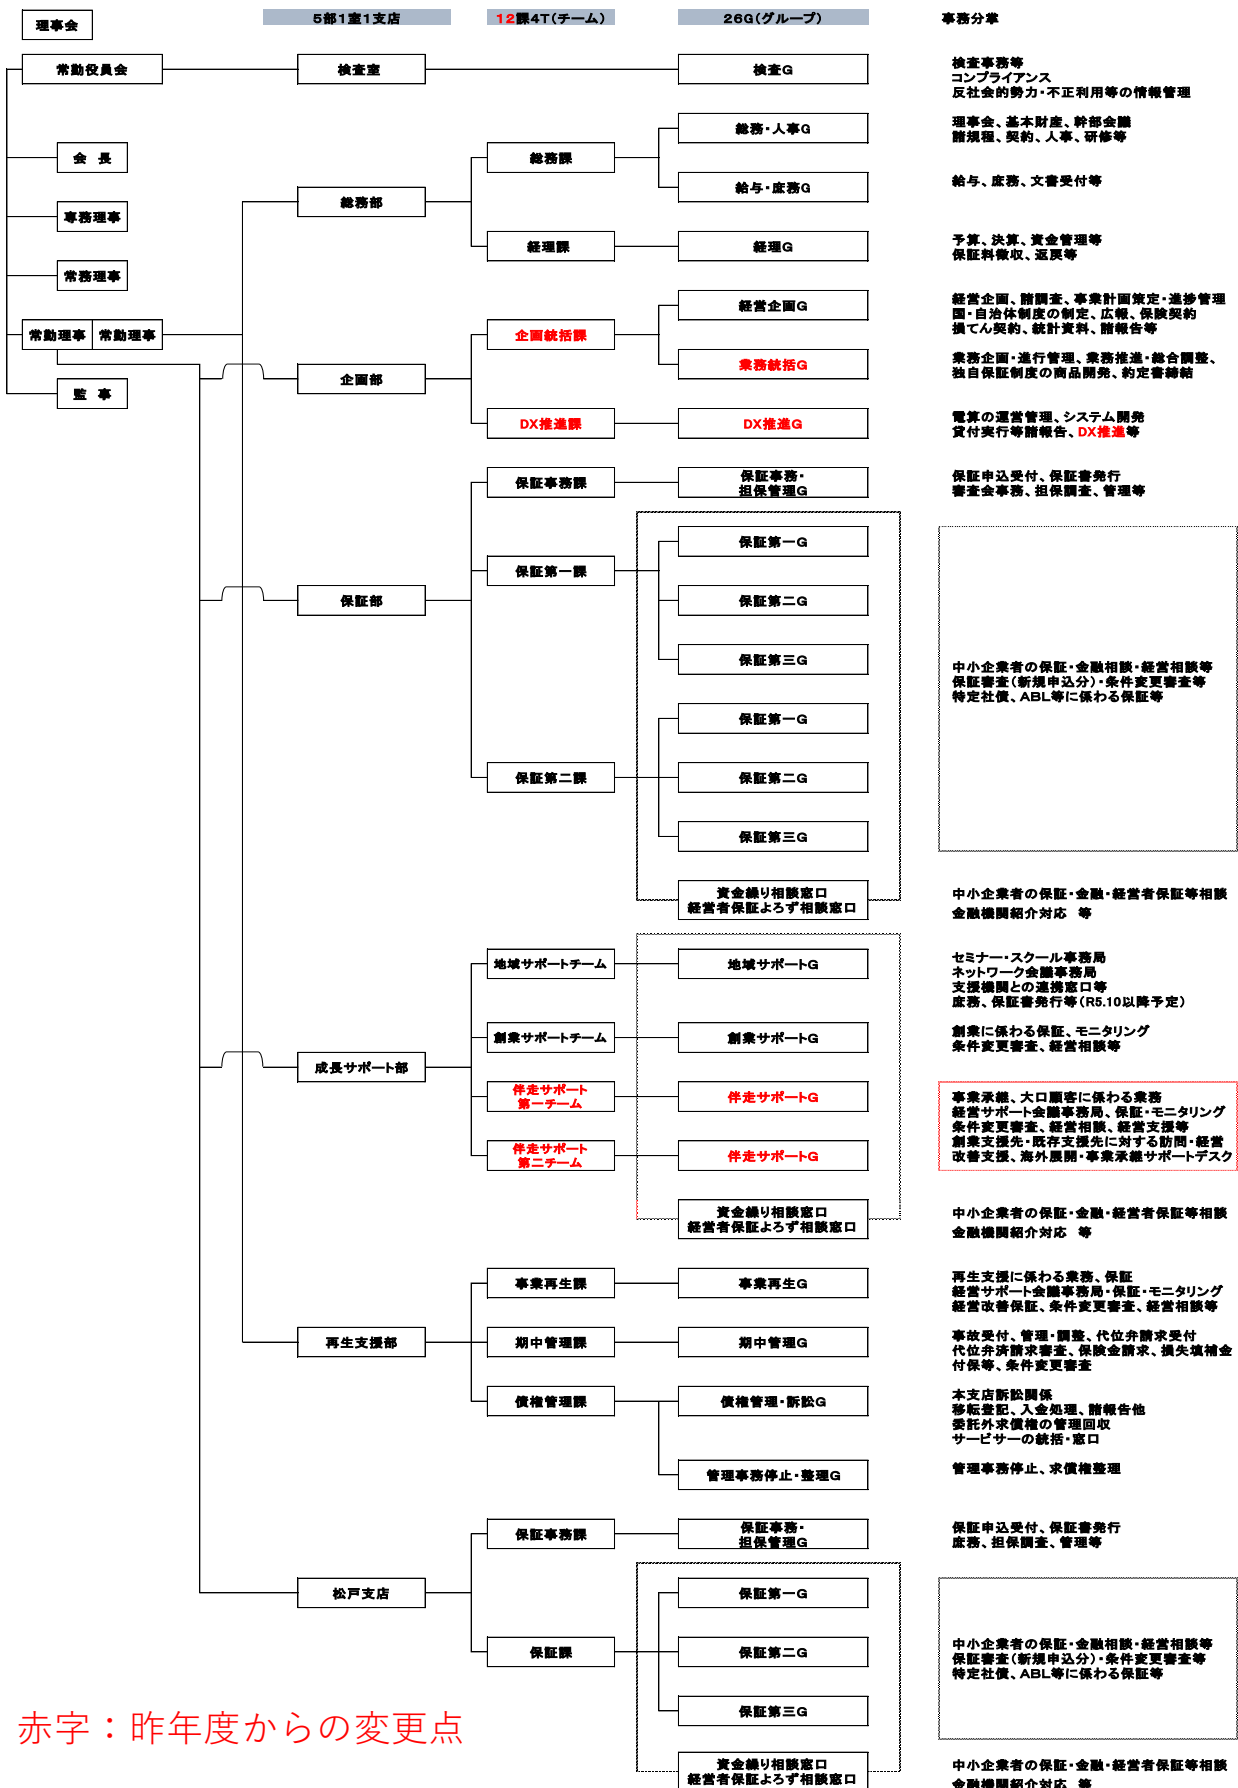 5部1室1支店
12課4T(チーム)
26G(グループ)
事務分掌
理事会
常勤役員会
検査室
検査G
検査事務等
コンプライアンス
反社会的勢力・不正利用等の情報管理
総務・人事G
理事会、基本財産、幹部会議
諸規程、契約、人事、研修等
会 長
総務課
総務部
給与・庶務G
給与、庶務、文書受付等
専務理事
経理課
経理G
予算、決算、資金管理等
保証料徴収、返戻等
常務理事
経営企画G
経営企画、諸調査、事業計画策定・進捗管理
国・自治体制度の制定、広報、保険契約
損てん契約、統計資料、諸報告等
常勤理事
常勤理事
企画統括課
企画部
業務統括G
業務企画・進行管理、業務推進・総合調整、
独自保証制度の商品開発、約定書締結
監 事
DX推進課
DX推進G
電算の運営管理、システム開発
貸付実行等諸報告、DX推進等
保証事務課
保証事務・
担保管理G
保証申込受付、保証書発行
審査会事務、担保調査、管理等
保証部
保証第一課
保証第一G
保証第二G
保証第三G
中小企業者の保証・金融相談・経営相談等
保証審査(新規申込分)・条件変更審査等
特定社債、ABL等に係わる保証等
保証第二課
保証第一G
保証第二G
保証第三G
資金繰り相談窓口
経営者保証よろず相談窓口
中小企業者の保証・金融・経営者保証等相談
金融機関紹介対応 等
地域サポートチーム
地域サポートG
セミナー・スクール事務局
ネットワーク会議事務局
支援機関との連携窓口等
庶務、保証書発行等(R5.10以降予定)
創業サポートチーム
創業サポートG
創業に係わる保証、モニタリング
条件変更審査、経営相談等
成長サポート部
伴走サポート
第一チーム
伴走サポートG
伴走サポート
第二チーム
伴走サポートG
事業承継、大口顧客に係わる業務
経営サポート会議事務局、保証・モニタリング
条件変更審査、経営相談、経営支援等
創業支援先・既存支援先に対する訪問・経営
改善支援、海外展開・事業承継サポートデスク
資金繰り相談窓口
経営者保証よろず相談窓口
中小企業者の保証・金融・経営者保証等相談
金融機関紹介対応 等
事業再生課
事業再生G
再生支援に係わる業務、保証
経営サポート会議事務局・保証・モニタリング
経営改善保証、条件変更審査、経営相談等
再生支援部
期中管理課
期中管理G
事故受付、管理・調整、代位弁請求受付
代位弁済請求審査、保険金請求、損失填補金
付保等、条件変更審査
債権管理課
債権管理・訴訟G
本支店訴訟関係
移転登記、入金処理、諸報告他
委託外求償権の管理回収
サービサーの統括・窓口
管理事務停止・整理G
管理事務停止、求償権整理
保証事務課
保証事務・
担保管理G
保証申込受付、保証書発行
庶務、担保調査、管理等
松戸支店
保証課
保証第一G
保証第二G
保証第三G
中小企業者の保証・金融相談・経営相談等
保証審査(新規申込分)・条件変更審査等
特定社債、ABL等に係わる保証等
赤字：昨年度からの変更点
資金繰り相談窓口
経営者保証よろず相談窓口
中小企業者の保証・金融・経営者保証等相談
金融機関紹介対応 等